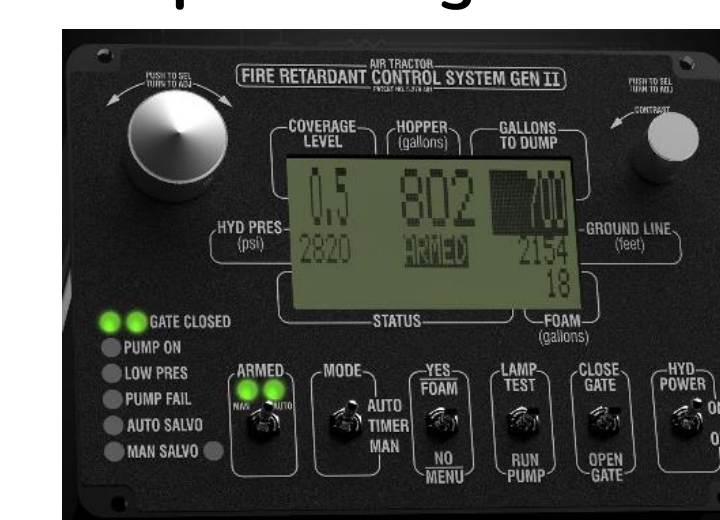 AIR TRACTOR
FIRE RETARDANT CONTROL SYSTEM GEN II
PUSH TO SEL
TURN TO ADJ
PUSH TO SEL
TURN TO ADJ
CONTRAST
COVERAGE
LEVEL
HOPPER
(gallons)
GALLONS
TO DUMP
0.5
802
700
HYD PRES
(psi)
2820
ARMED
2154
GROUND LINE
(feet)
18
STATUS
FOAM
(gallons)
GATE CLOSED
PUMP ON
LOW PRES
PUMP FAIL
AUTO SALVO
MAN SALVO
ARMED
MAN
AUTO
MODE
AUTO
TIMER
MAN
YES
FOAM
NO
MENU
LAMP
TEST
RUN
PUMP
CLOSE
GATE
OPEN
GATE
HYD
POWER